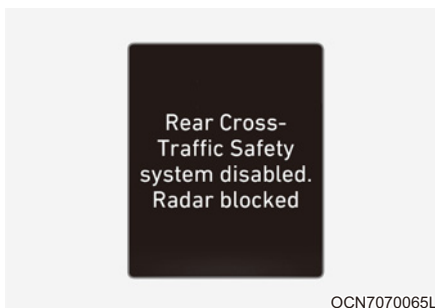 Rear Cross-
Traffic Safety
system disabled.
Radar blocked
OCN7070065L